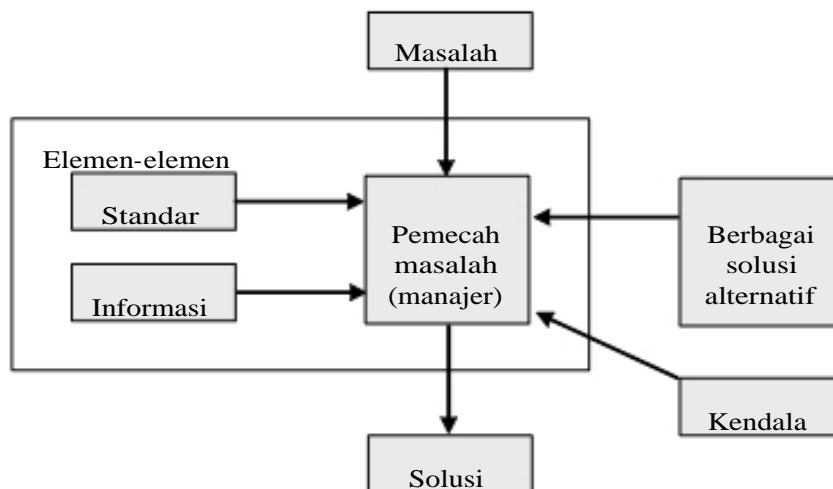 Masalah
Elemen-elemen
Standar
Informasi
Pemecah
masalah
(manajer)
Berbagai
solusi
alternatif
Kendala
Solusi